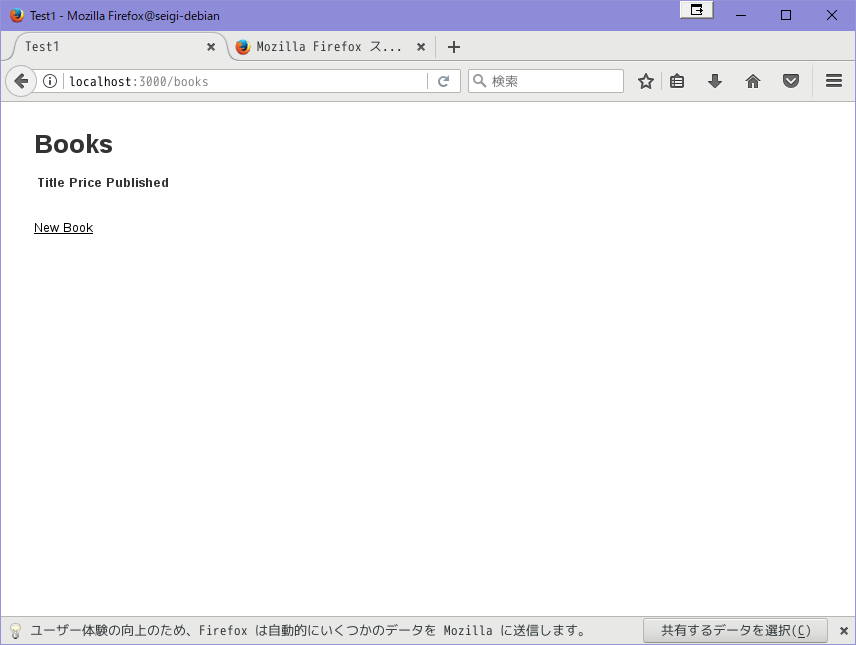 Test1 - Mozilla Firefox@seigi-debian
Test1
Mozilla Firefox ス...
localhost:3000/books
検索
Books
Title Price Published
New Book
ユーザー体験の向上のため、Firefox は自動的にいくつかのデータを Mozilla に送信します。
共有するデータを選択(C)